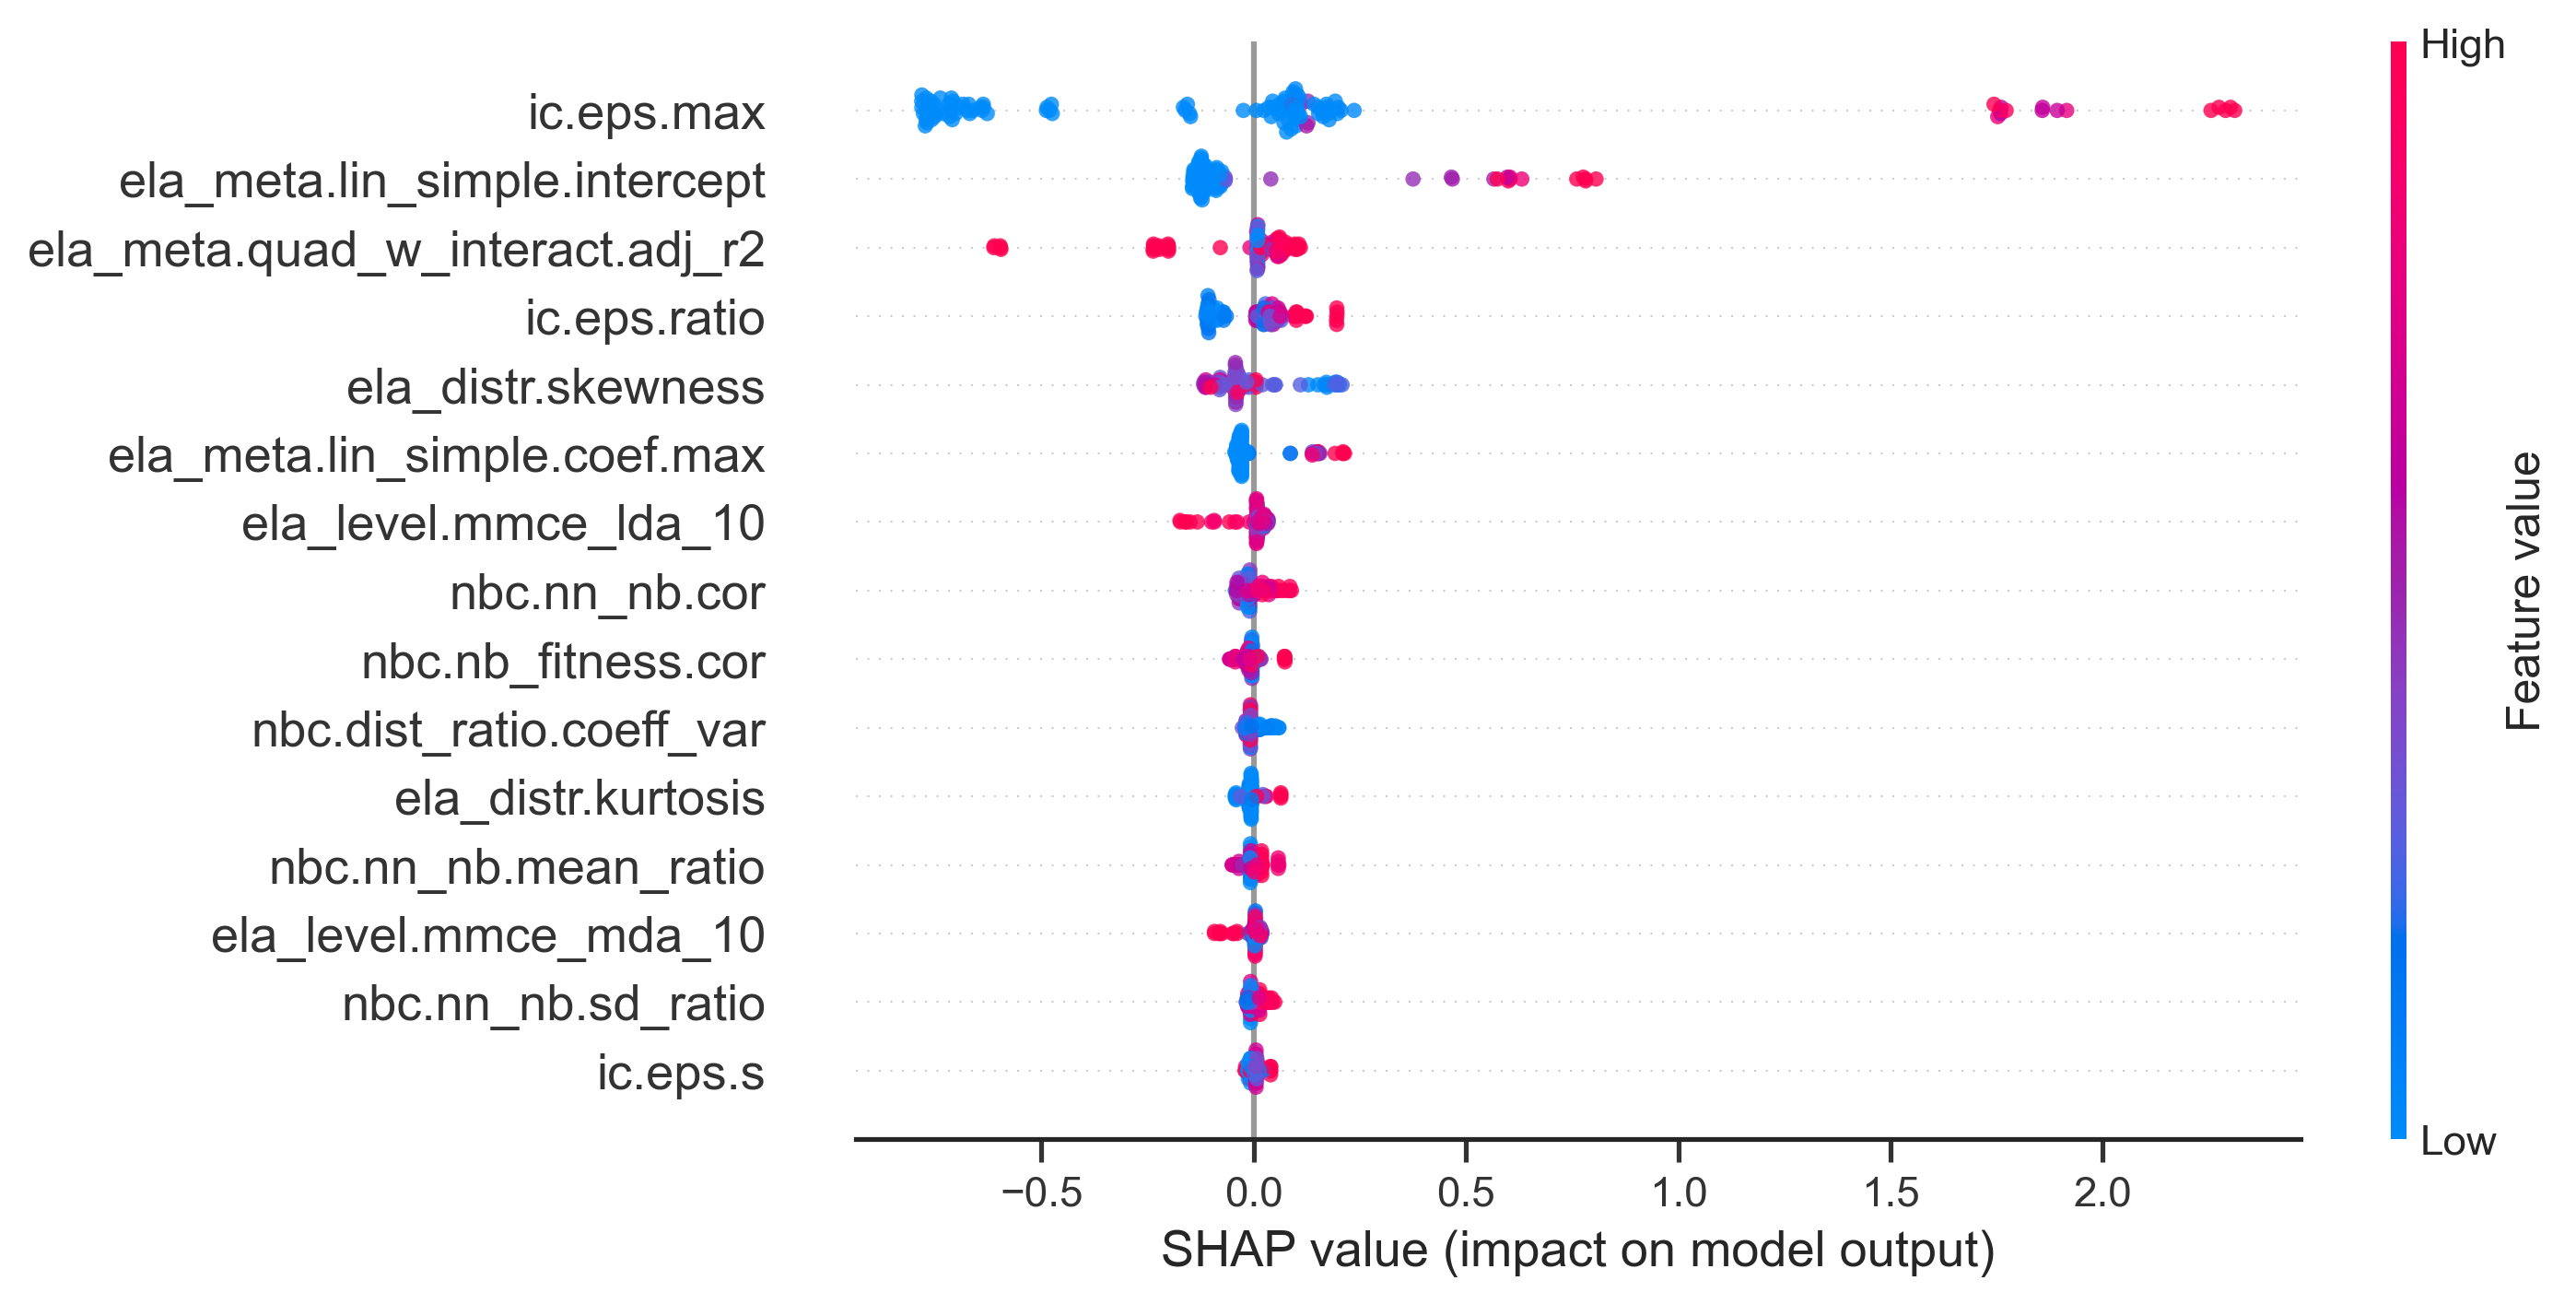 High
ic.eps.max
ela_meta.lin_simple.intercept
ela_meta.quad_w_interact.adj_r2
ic.eps.ratio
ela_distr.skewness
ela_meta.lin_simple.coef.max
ela_level.mmce_lda_10
nbc.nn_nb.cor
nbc.nb_fitness.cor
nbc.dist_ratio.coeff_var
ela_distr.kurtosis
nbc.nn_nb.mean_ratio
ela_level.mmce_mda_10
nbc.nn_nb.sd_ratio
ic.eps.s
Feature value
Low
−0.5 0.0 0.5 1.0 1.5 2.0
SHAP value (impact on model output)